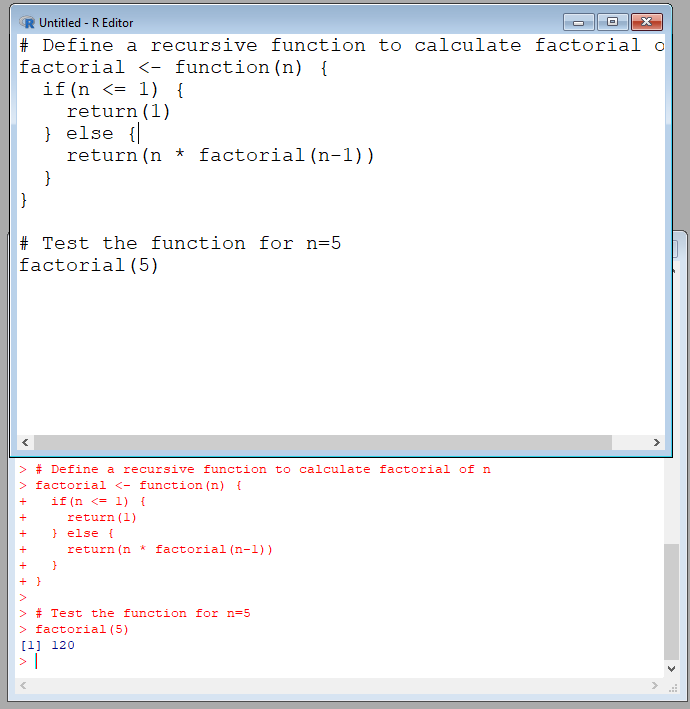 Untitled - R Editor
# Define a recursive function to calculate factorial o
factorial <- function(n) {
  if(n <= 1) {
    return(1)
  } else {
    return(n * factorial(n-1))
  }
}
# Test the function for n=5
factorial(5)
> # Define a recursive function to calculate factorial of n
> factorial <- function(n) {
+   if(n <= 1) {
+     return(1)
+   } else {
+     return(n * factorial(n-1))
+   }
+ }
>
> # Test the function for n=5
> factorial(5)
[1] 120
>